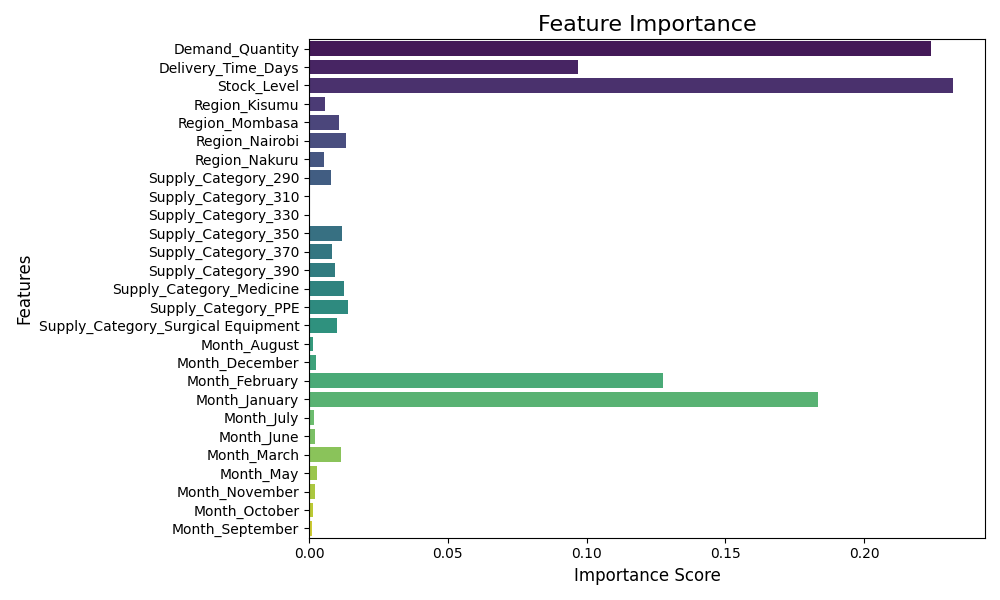 Feature Importance
Demand_Quantity
Delivery_Time_Days
Stock_Level
Region_Kisumu
Region_Mombasa
Region_Nairobi
Region_Nakuru
Supply_Category_290
Supply_Category_310
Supply_Category_330
Supply_Category_350
Supply_Category_370
Supply_Category_390
Supply_Category_Medicine
Supply_Category_PPE
Supply_Category_Surgical Equipment
Month_August
Month_December
Month_February
Month_January
Month_July
Month_June
Month_March
Month_May
Month_November
Month_October
Month_September
Features
0.00 0.05 0.10 0.15 0.20
Importance Score